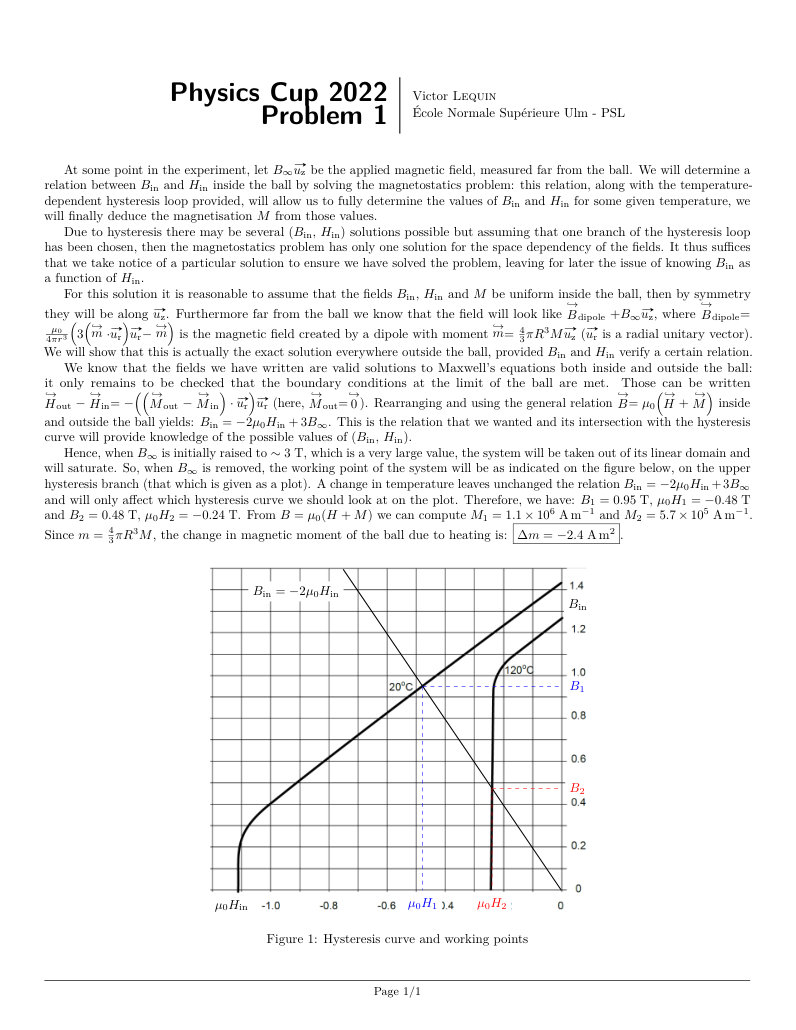 Physics Cup 2022
Problem 1
Victor Lequin
École Normale Supérieure Ulm - PSL
At some point in the experiment, let B∞u⃗z be the applied magnetic field, measured far from the ball. We will determine a
relation between Bin and Hin inside the ball by solving the magnetostatics problem: this relation, along with the temperature-
dependent hysteresis loop provided, will allow us to fully determine the values of Bin and Hin for some given temperature, we
will finally deduce the magnetisation M from those values.
Due to hysteresis there may be several (Bin, Hin) solutions possible but assuming that one branch of the hysteresis loop
has been chosen, then the magnetostatics problem has only one solution for the space dependency of the fields. It thus suffices
that we take notice of a particular solution to ensure we have solved the problem, leaving for later the issue of knowing Bin as
a function of Hin.
For this solution it is reasonable to assume that the fields Bin, Hin and M be uniform inside the ball, then by symmetry
they will be along u⃗z. Furthermore far from the ball we know that the field will look like B⃗dipole +B∞u⃗z, where B⃗dipole=
μ0/4πr³ (3(m⃗ ·u⃗r)u⃗r− m⃗) is the magnetic field created by a dipole with moment m⃗= 4/3πR³Mu⃗z (u⃗r is a radial unitary vector).
We will show that this is actually the exact solution everywhere outside the ball, provided Bin and Hin verify a certain relation.
We know that the fields we have written are valid solutions to Maxwell's equations both inside and outside the ball:
it only remains to be checked that the boundary conditions at the limit of the ball are met. Those can be written
H⃗out − H⃗in= −((M⃗out − M⃗in) · u⃗r)u⃗r (here, M⃗out=0⃗). Rearranging and using the general relation B⃗= μ0(H⃗ + M⃗) inside
and outside the ball yields: Bin = −2μ0Hin + 3B∞. This is the relation that we wanted and its intersection with the hysteresis
curve will provide knowledge of the possible values of (Bin, Hin).
Hence, when B∞ is initially raised to ∼ 3 T, which is a very large value, the system will be taken out of its linear domain and
will saturate. So, when B∞ is removed, the working point of the system will be as indicated on the figure below, on the upper
hysteresis branch (that which is given as a plot). A change in temperature leaves unchanged the relation Bin = −2μ0Hin +3B∞
and will only affect which hysteresis curve we should look at on the plot. Therefore, we have: B1 = 0.95 T, μ0H1 = −0.48 T
and B2 = 0.48 T, μ0H2 = −0.24 T. From B = μ0(H + M) we can compute M1 = 1.1 × 10⁶ A m⁻¹ and M2 = 5.7 × 10⁵ A m⁻¹.
Since m = 4/3πR³M, the change in magnetic moment of the ball due to heating is: Δm = −2.4 A m² .
Bin = −2μ0Hin
1.4
Bin
1.2
120°C
1.0
20°C
B1
0.8
0.6
B2
0.4
0.2
0
μ0Hin -1.0 -0.8 -0.6 μ0H1 ).4 μ0H2 0
Figure 1: Hysteresis curve and working points
Page 1/1